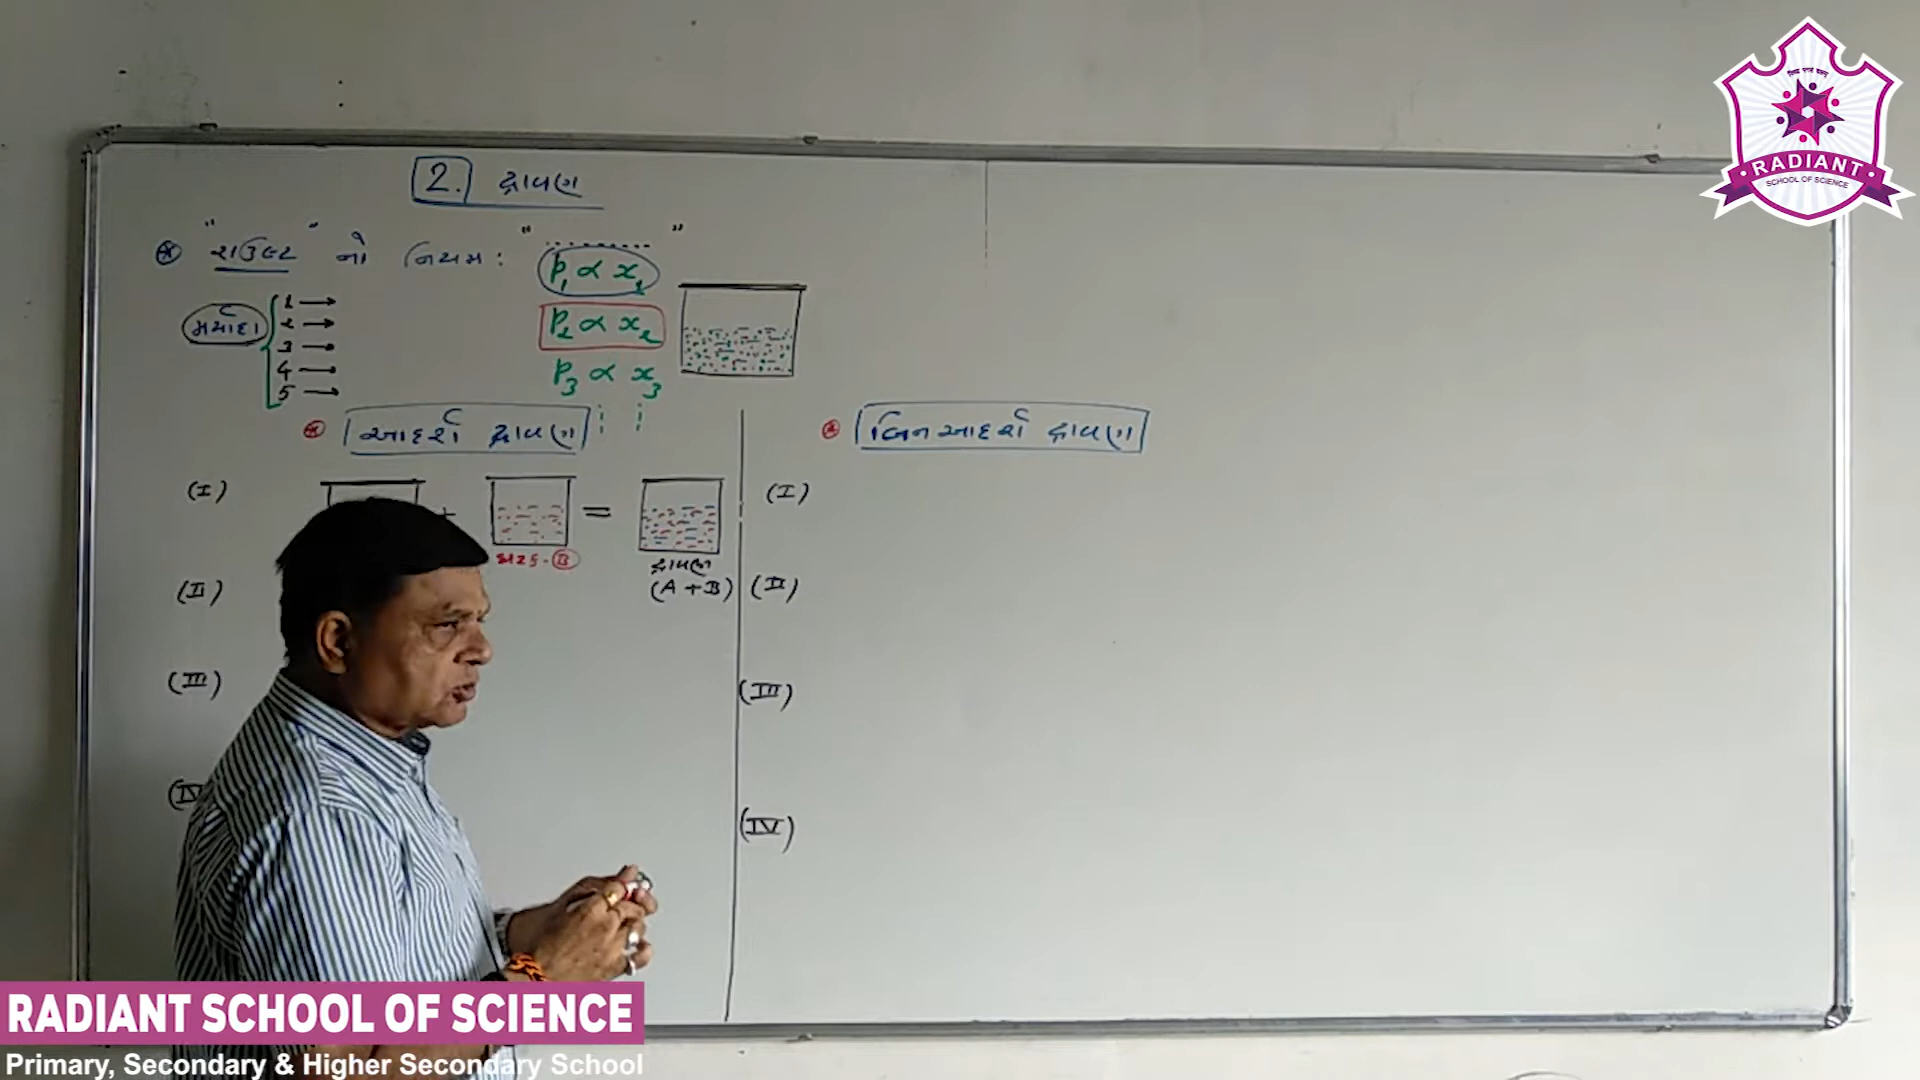 2. દ્રાવણ
"રાઉલ્ટ" નો નિયમ : " .......... "
p₁ ∝ x₁
મર્યાદા
1 →
2 →
3 →
4 →
5 →
p₂ ∝ x₂
p₃ ∝ x₃
આદર્શ દ્રાવણ
(I)
+
=
ઘટક-B
દ્રાવણ
(A + B)
(II)
(III)
(IV
બિનઆદર્શ દ્રાવણ
(I)
(II)
(III)
(IV)
RADIANT
SCHOOL OF SCIENCE
RADIANT SCHOOL OF SCIENCE
Primary, Secondary & Higher Secondary School